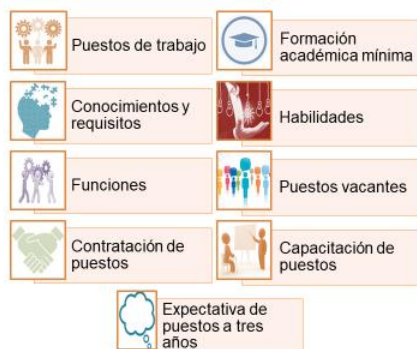 Puestos de trabajo
Formación
académica mínima
Conocimientos y
requisitos
Habilidades
Funciones
Puestos vacantes
Contratación de
puestos
Capacitación de
puestos
Expectativa de
puestos a tres
años